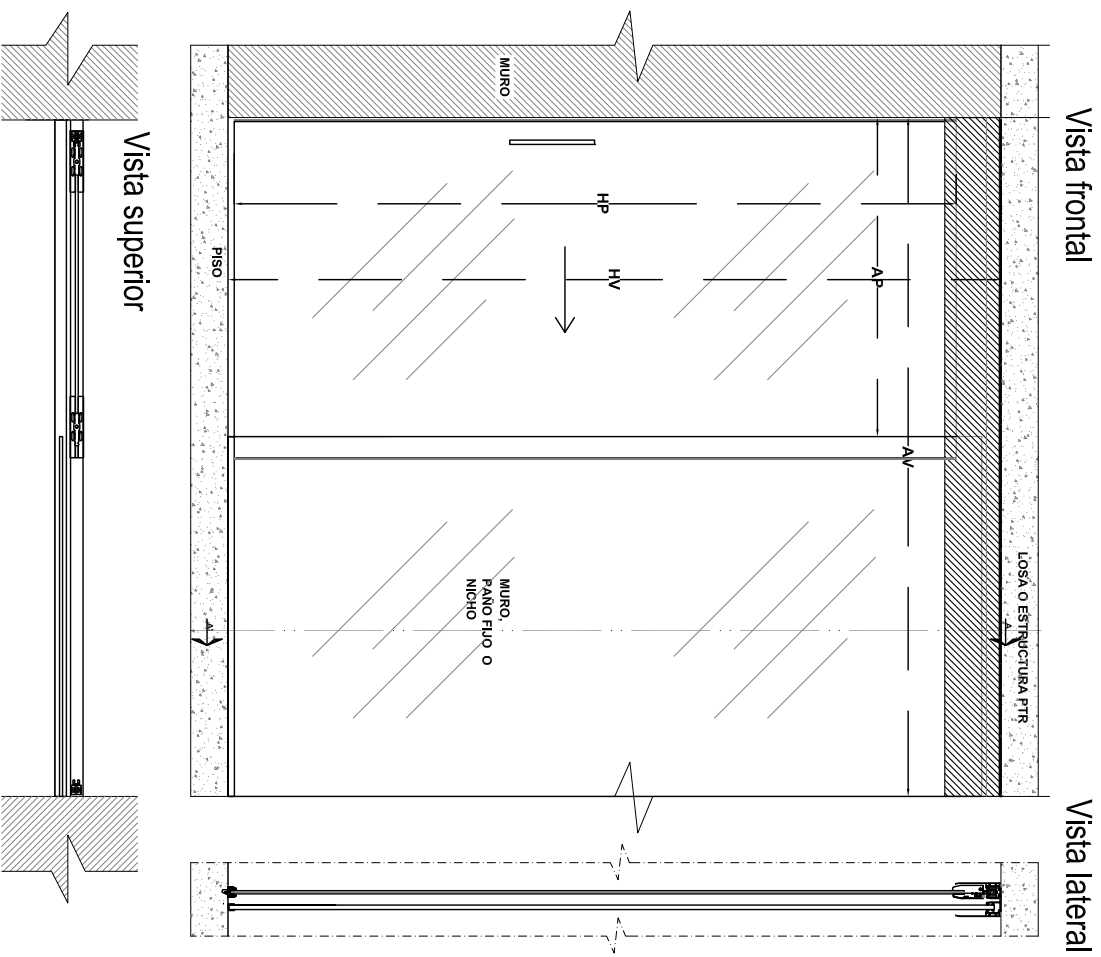 Vista frontal
Vista lateral
LOSA O ESTRUCTURA PTR
MURO
AV
AP
HP
HV
MURO,
PAÑO FIJO O
NICHO
PISO
Vista superior